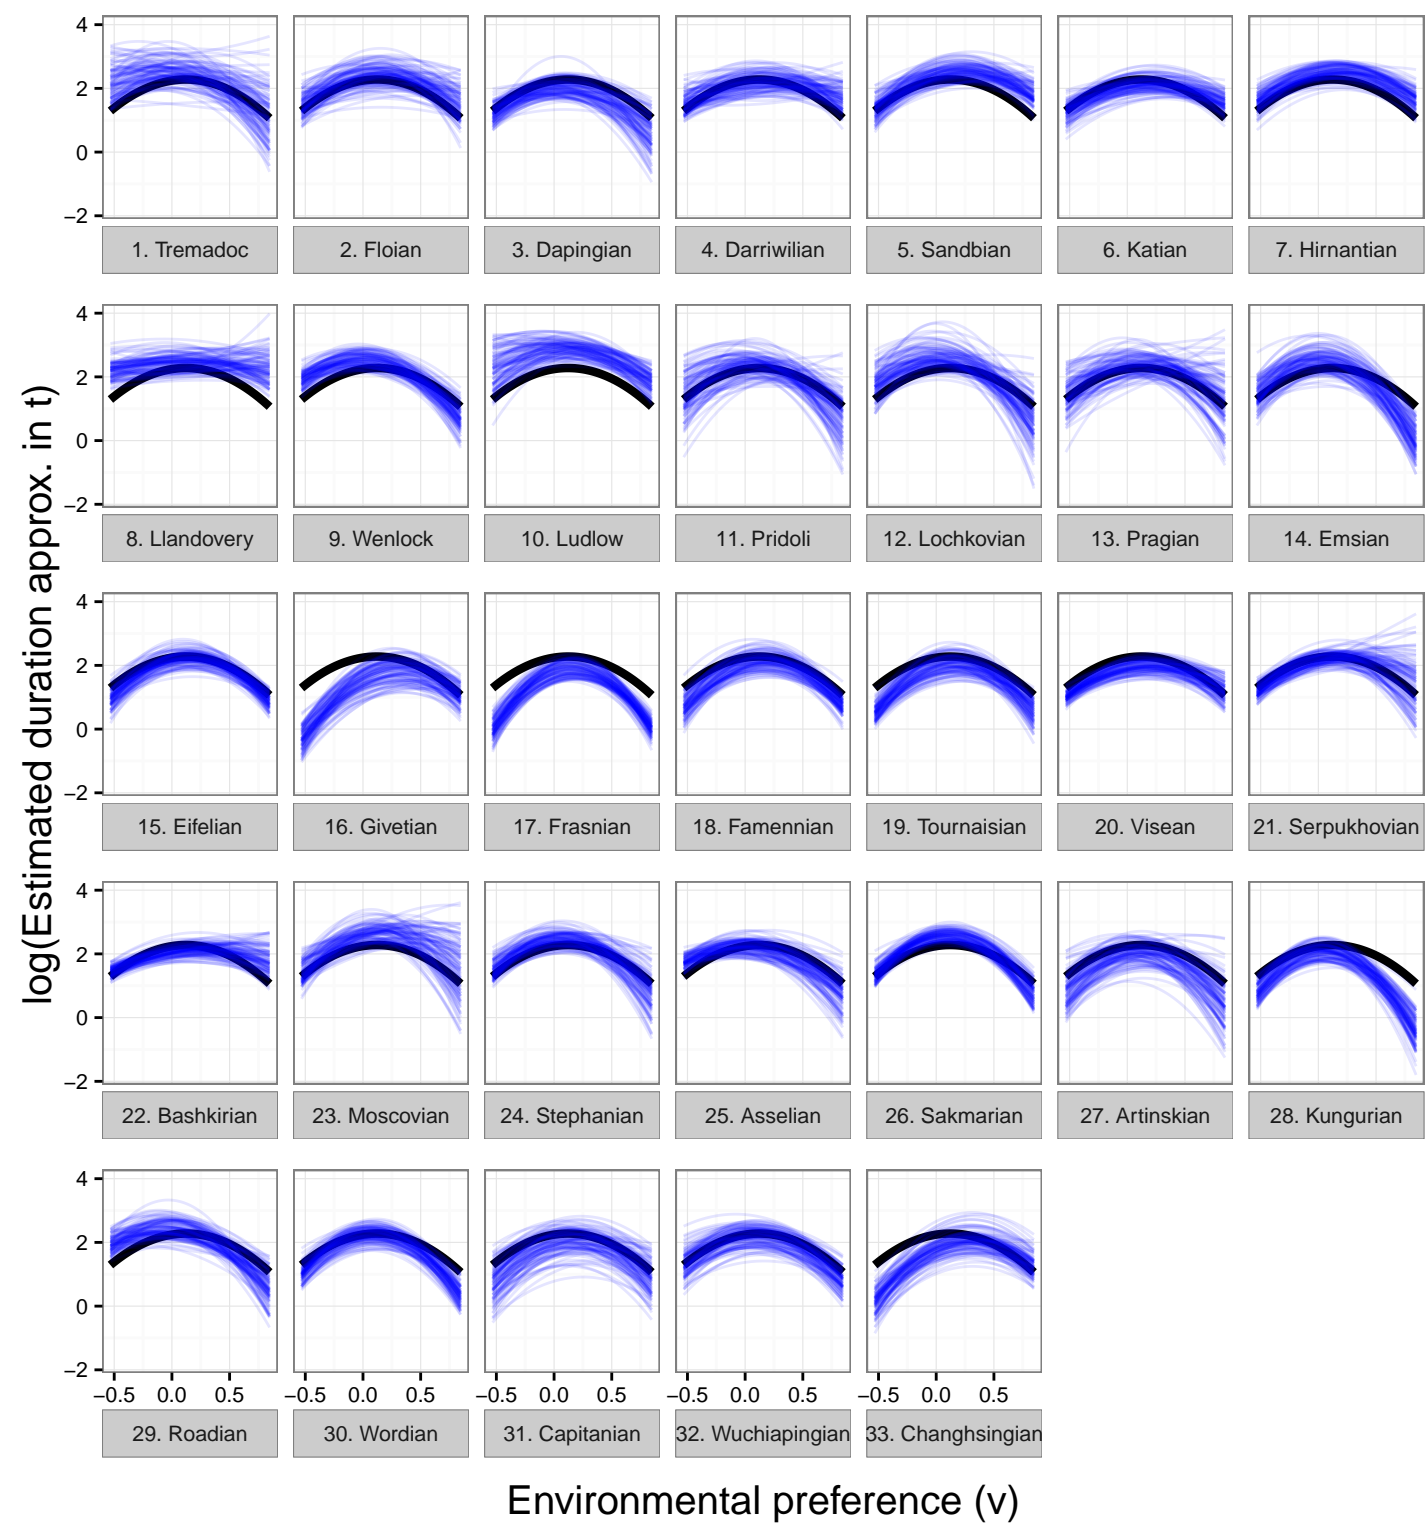 log(Estimated duration approx. in t)
4
2
0
−2
1. Tremadoc
2. Floian
3. Dapingian
4. Darriwilian
5. Sandbian
6. Katian
7. Hirnantian
4
2
0
−2
8. Llandovery
9. Wenlock
10. Ludlow
11. Pridoli
12. Lochkovian
13. Pragian
14. Emsian
4
2
0
−2
15. Eifelian
16. Givetian
17. Frasnian
18. Famennian
19. Tournaisian
20. Visean
21. Serpukhovian
4
2
0
−2
22. Bashkirian
23. Moscovian
24. Stephanian
25. Asselian
26. Sakmarian
27. Artinskian
28. Kungurian
4
2
0
−2
−0.5 0.0 0.5
−0.5 0.0 0.5
−0.5 0.0 0.5
−0.5 0.0 0.5
−0.5 0.0 0.5
29. Roadian
30. Wordian
31. Capitanian
32. Wuchiapingian
33. Changhsingian
Environmental preference (v)